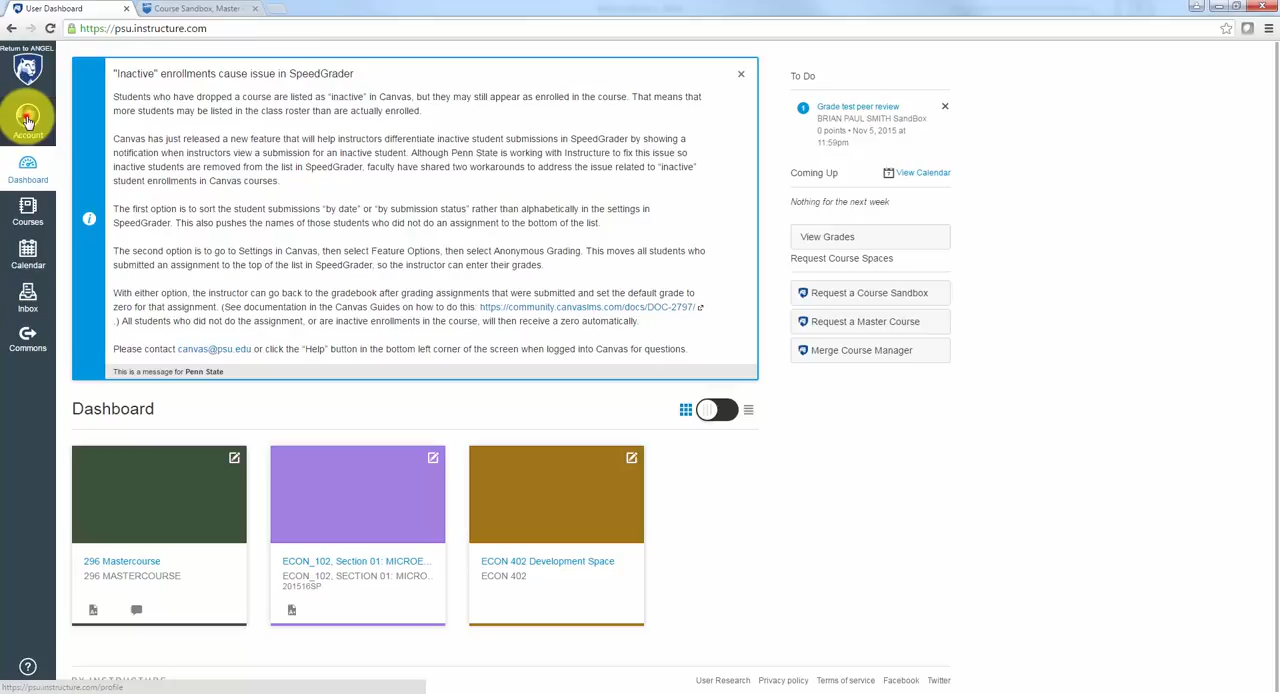 User Dashboard
Course Sandbox, Master
https://psu.instructure.com
Return to ANGEL
Account
Dashboard
Courses
Calendar
Inbox
Commons
"Inactive" enrollments cause issue in SpeedGrader
Students who have dropped a course are listed as "inactive" in Canvas, but they may still appear as enrolled in the course. That means that
more students may be listed in the class roster than are actually enrolled.
Canvas has just released a new feature that will help instructors differentiate inactive student submissions in SpeedGrader by showing a
notification when instructors view a submission for an inactive student. Although Penn State is working with Instructure to fix this issue so
inactive students are removed from the list in SpeedGrader, faculty have shared two workarounds to address the issue related to "inactive"
student enrollments in Canvas courses.
The first option is to sort the student submissions "by date" or "by submission status" rather than alphabetically in the settings in
SpeedGrader. This also pushes the names of those students who did not do an assignment to the bottom of the list.
The second option is to go to Settings in Canvas, then select Feature Options, then select Anonymous Grading. This moves all students who
submitted an assignment to the top of the list in SpeedGrader, so the instructor can enter their grades.
With either option, the instructor can go back to the gradebook after grading assignments that were submitted and set the default grade to
zero for that assignment. (See documentation in the Canvas Guides on how to do this: https://community.canvaslms.com/docs/DOC-2797/
.) All students who did not do the assignment, or are inactive enrollments in the course, will then receive a zero automatically.
Please contact canvas@psu.edu or click the "Help" button in the bottom left corner of the screen when logged into Canvas for questions.
This is a message for Penn State
To Do
1
Grade test peer review
BRIAN PAUL SMITH SandBox
0 points • Nov 5, 2015 at
11:59pm
Coming Up
View Calendar
Nothing for the next week
View Grades
Request Course Spaces
Request a Course Sandbox
Request a Master Course
Merge Course Manager
Dashboard
296 Mastercourse
296 MASTERCOURSE
ECON_102, Section 01: MICROE...
ECON_102, SECTION 01: MICRO..
201516SP
ECON 402 Development Space
ECON 402
User Research
Privacy policy
Terms of service
Facebook
Twitter
https://psu.instructure.com/profile